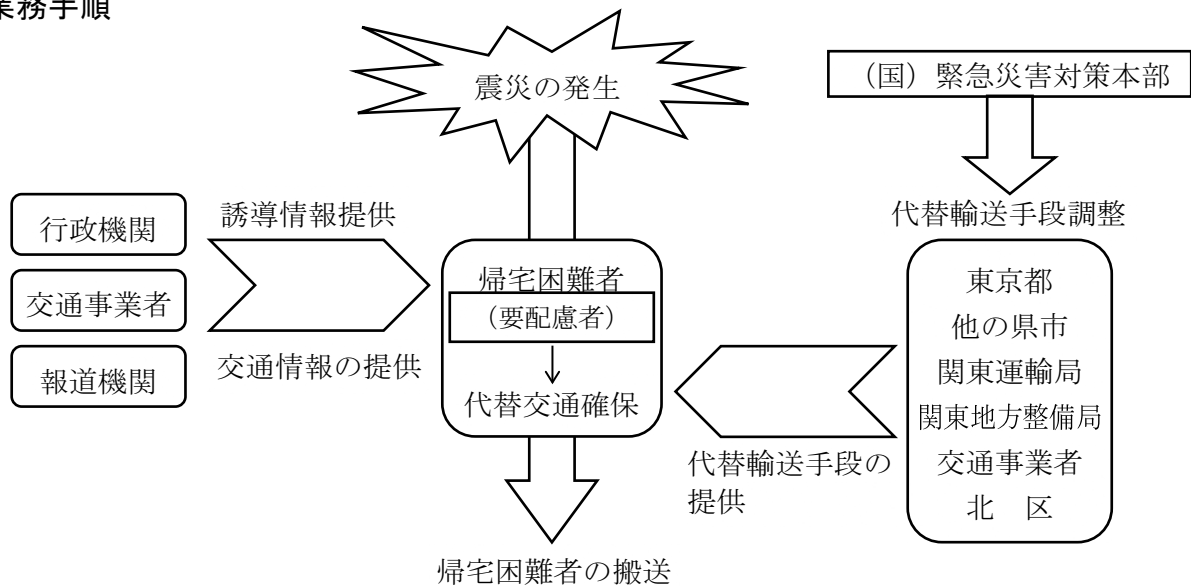 業務手順
震災の発生
（国）緊急災害対策本部
代替輸送手段調整
行政機関
交通事業者
報道機関
誘導情報提供
交通情報の提供
帰宅困難者
（要配慮者）
代替交通確保
東京都
他の県市
関東運輸局
関東地方整備局
交通事業者
北　区
代替輸送手段の
提供
帰宅困難者の搬送